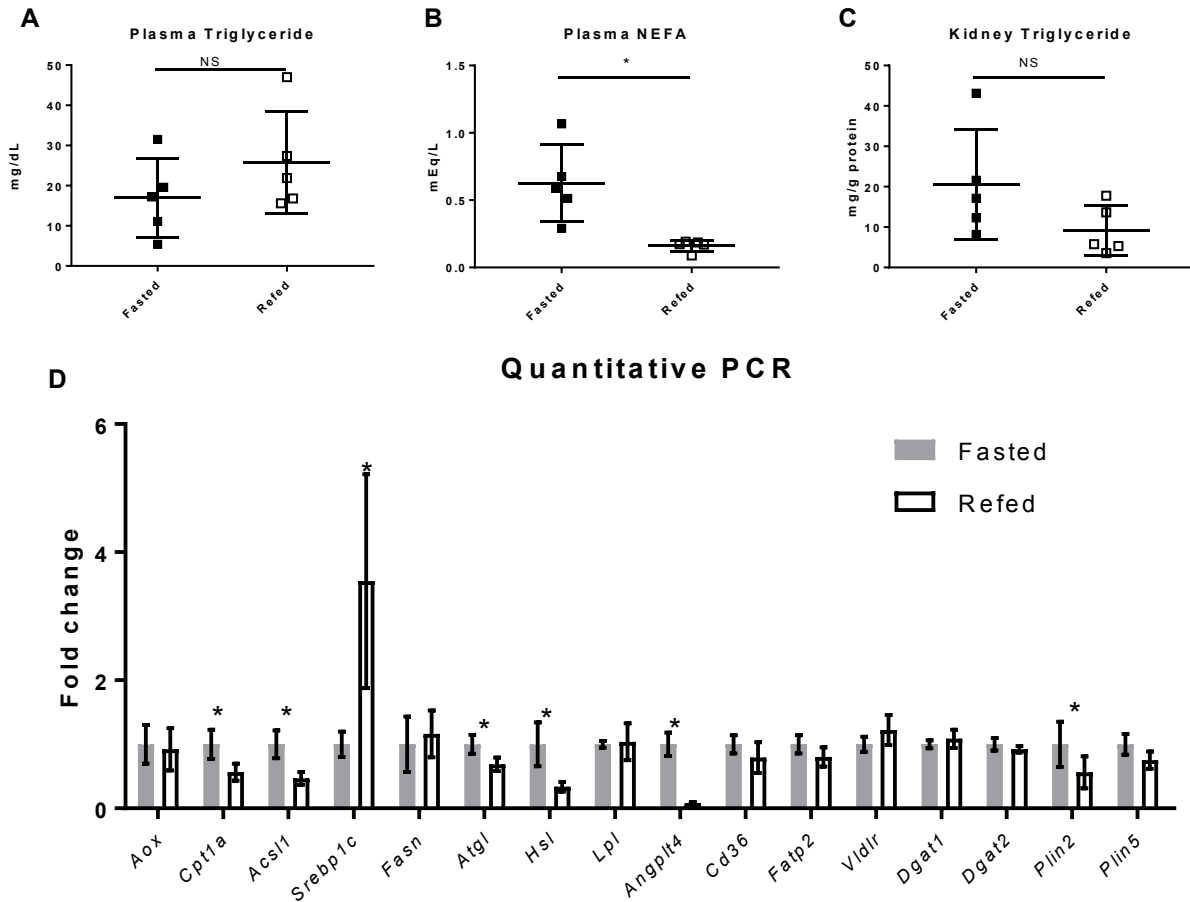 A
Plasma Triglyceride
NS
50
40
30
20
10
0
mg/dL
Fasted
Refed
B
Plasma NEFA
*
1.5
1.0
0.5
0.0
mEq/L
Fasted
Refed
C
Kidney Triglyceride
NS
50
40
30
20
10
0
mg/g protein
Fasted
Refed
D
Quantitative PCR
6
4
2
0
Fold change
Fasted
Refed
* * * * * * *
Aox
Cpt1a
Acsl1
Srebp1c
Fasn
Atgl
Hsl
Lpl
Angplt4
Cd36
Fatp2
Vldlr
Dgat1
Dgat2
Plin2
Plin5